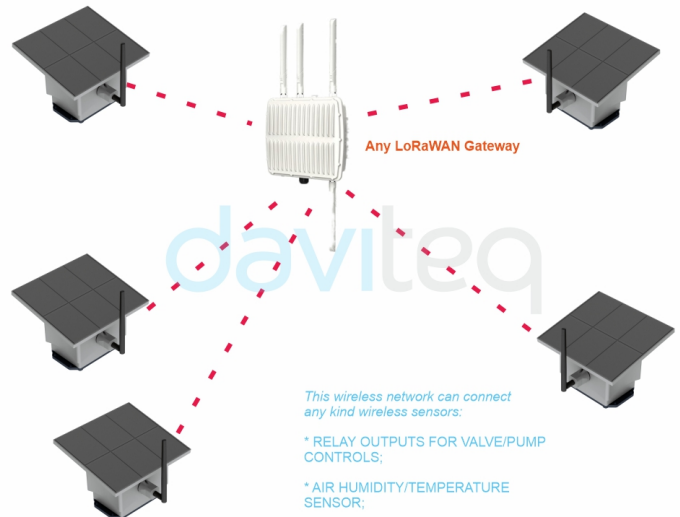 Any LoRaWAN Gateway
daviteq
This wireless network can connect
any kind wireless sensors:
* RELAY OUTPUTS FOR VALVE/PUMP
CONTROLS;
* AIR HUMIDITY/TEMPERATURE
SENSOR;